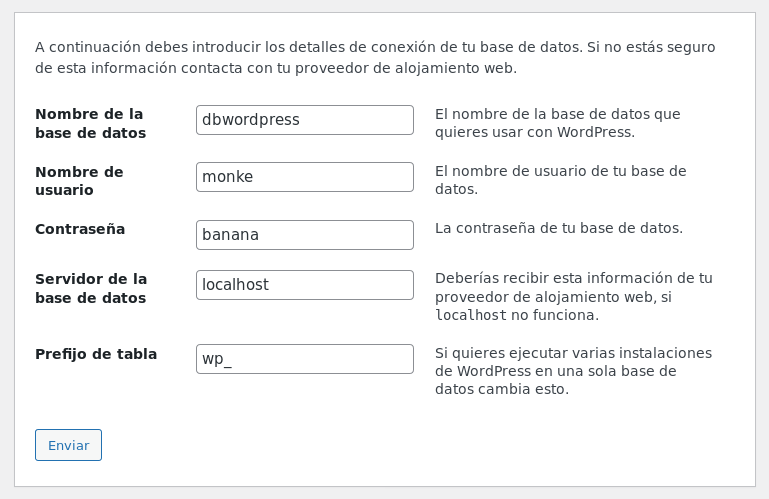 A continuación debes introducir los detalles de conexión de tu base de datos. Si no estás seguro
de esta información contacta con tu proveedor de alojamiento web.
Nombre de la
base de datos
dbwordpress
El nombre de la base de datos que
quieres usar con WordPress.
Nombre de
usuario
monke
El nombre de usuario de tu base de
datos.
Contraseña
banana
La contraseña de tu base de datos.
Servidor de la
base de datos
localhost
Deberías recibir esta información de tu
proveedor de alojamiento web, si
localhost no funciona.
Prefijo de tabla
wp_
Si quieres ejecutar varias instalaciones
de WordPress en una sola base de
datos cambia esto.
Enviar